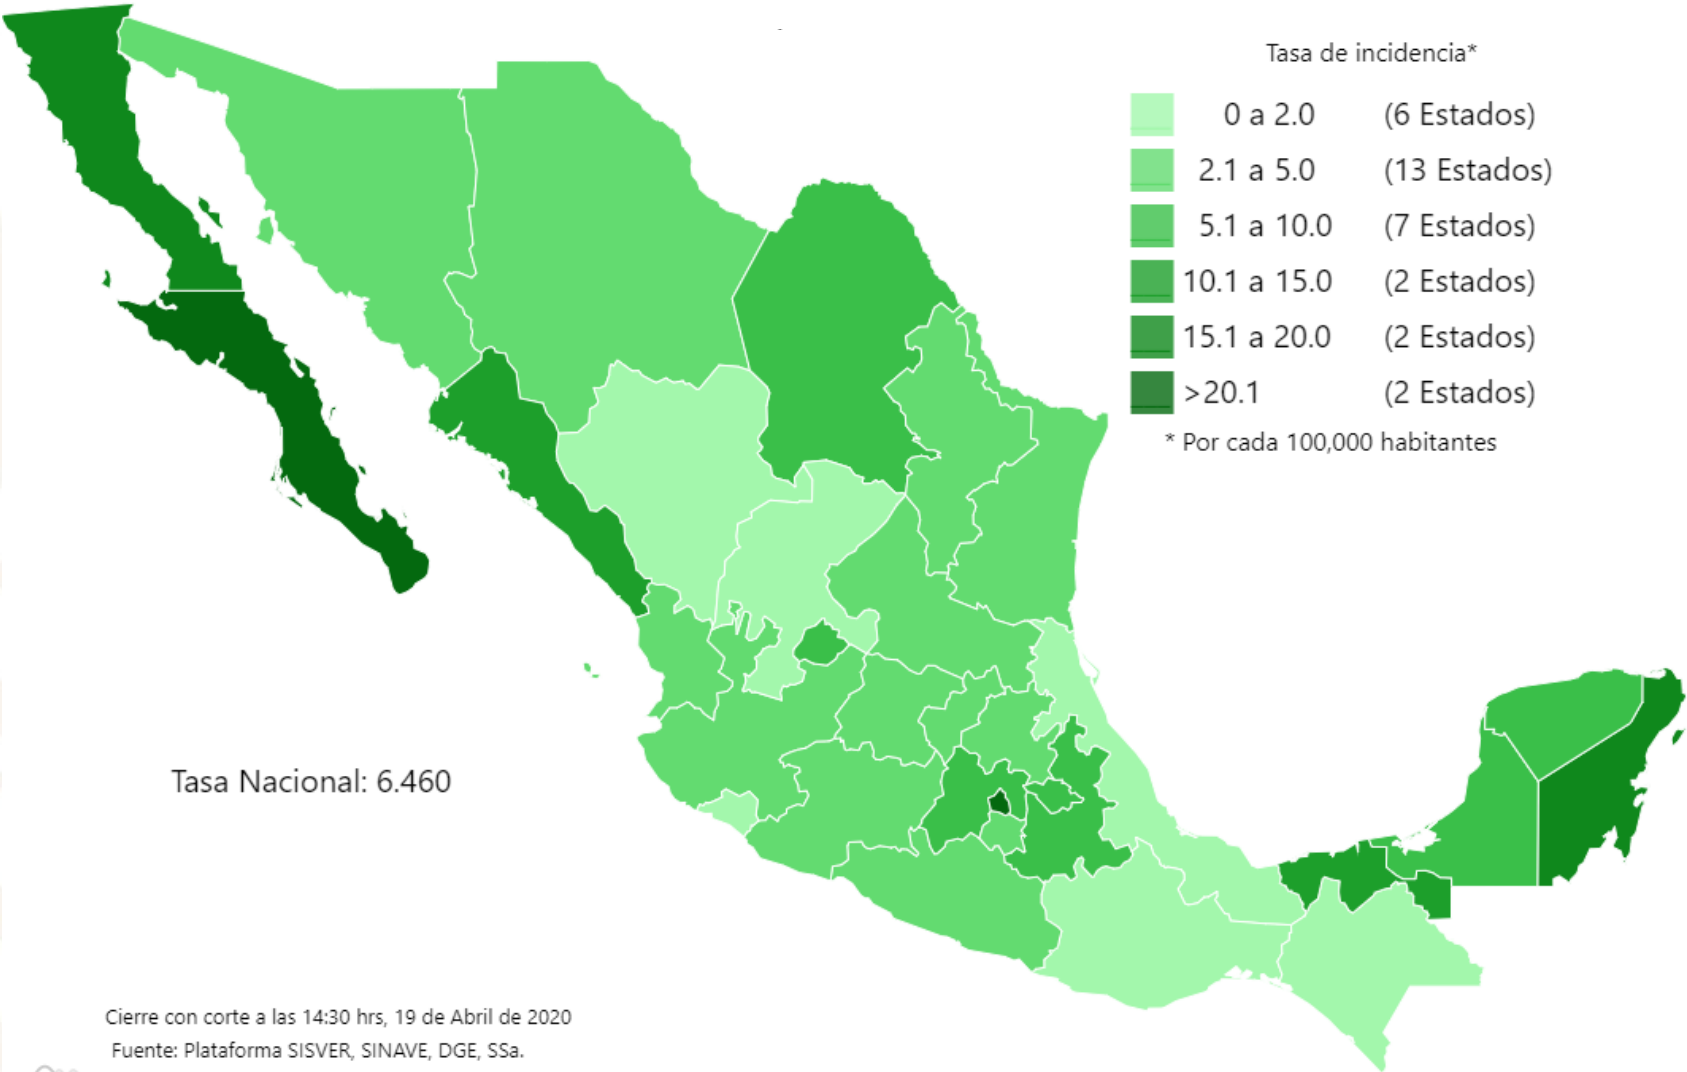 Tasa de incidencia*
0 a 2.0 (6 Estados)
2.1 a 5.0 (13 Estados)
5.1 a 10.0 (7 Estados)
10.1 a 15.0 (2 Estados)
15.1 a 20.0 (2 Estados)
>20.1 (2 Estados)
* Por cada 100,000 habitantes
Tasa Nacional: 6.460
Cierre con corte a las 14:30 hrs, 19 de Abril de 2020
Fuente: Plataforma SISVER, SINAVE, DGE, SSa.